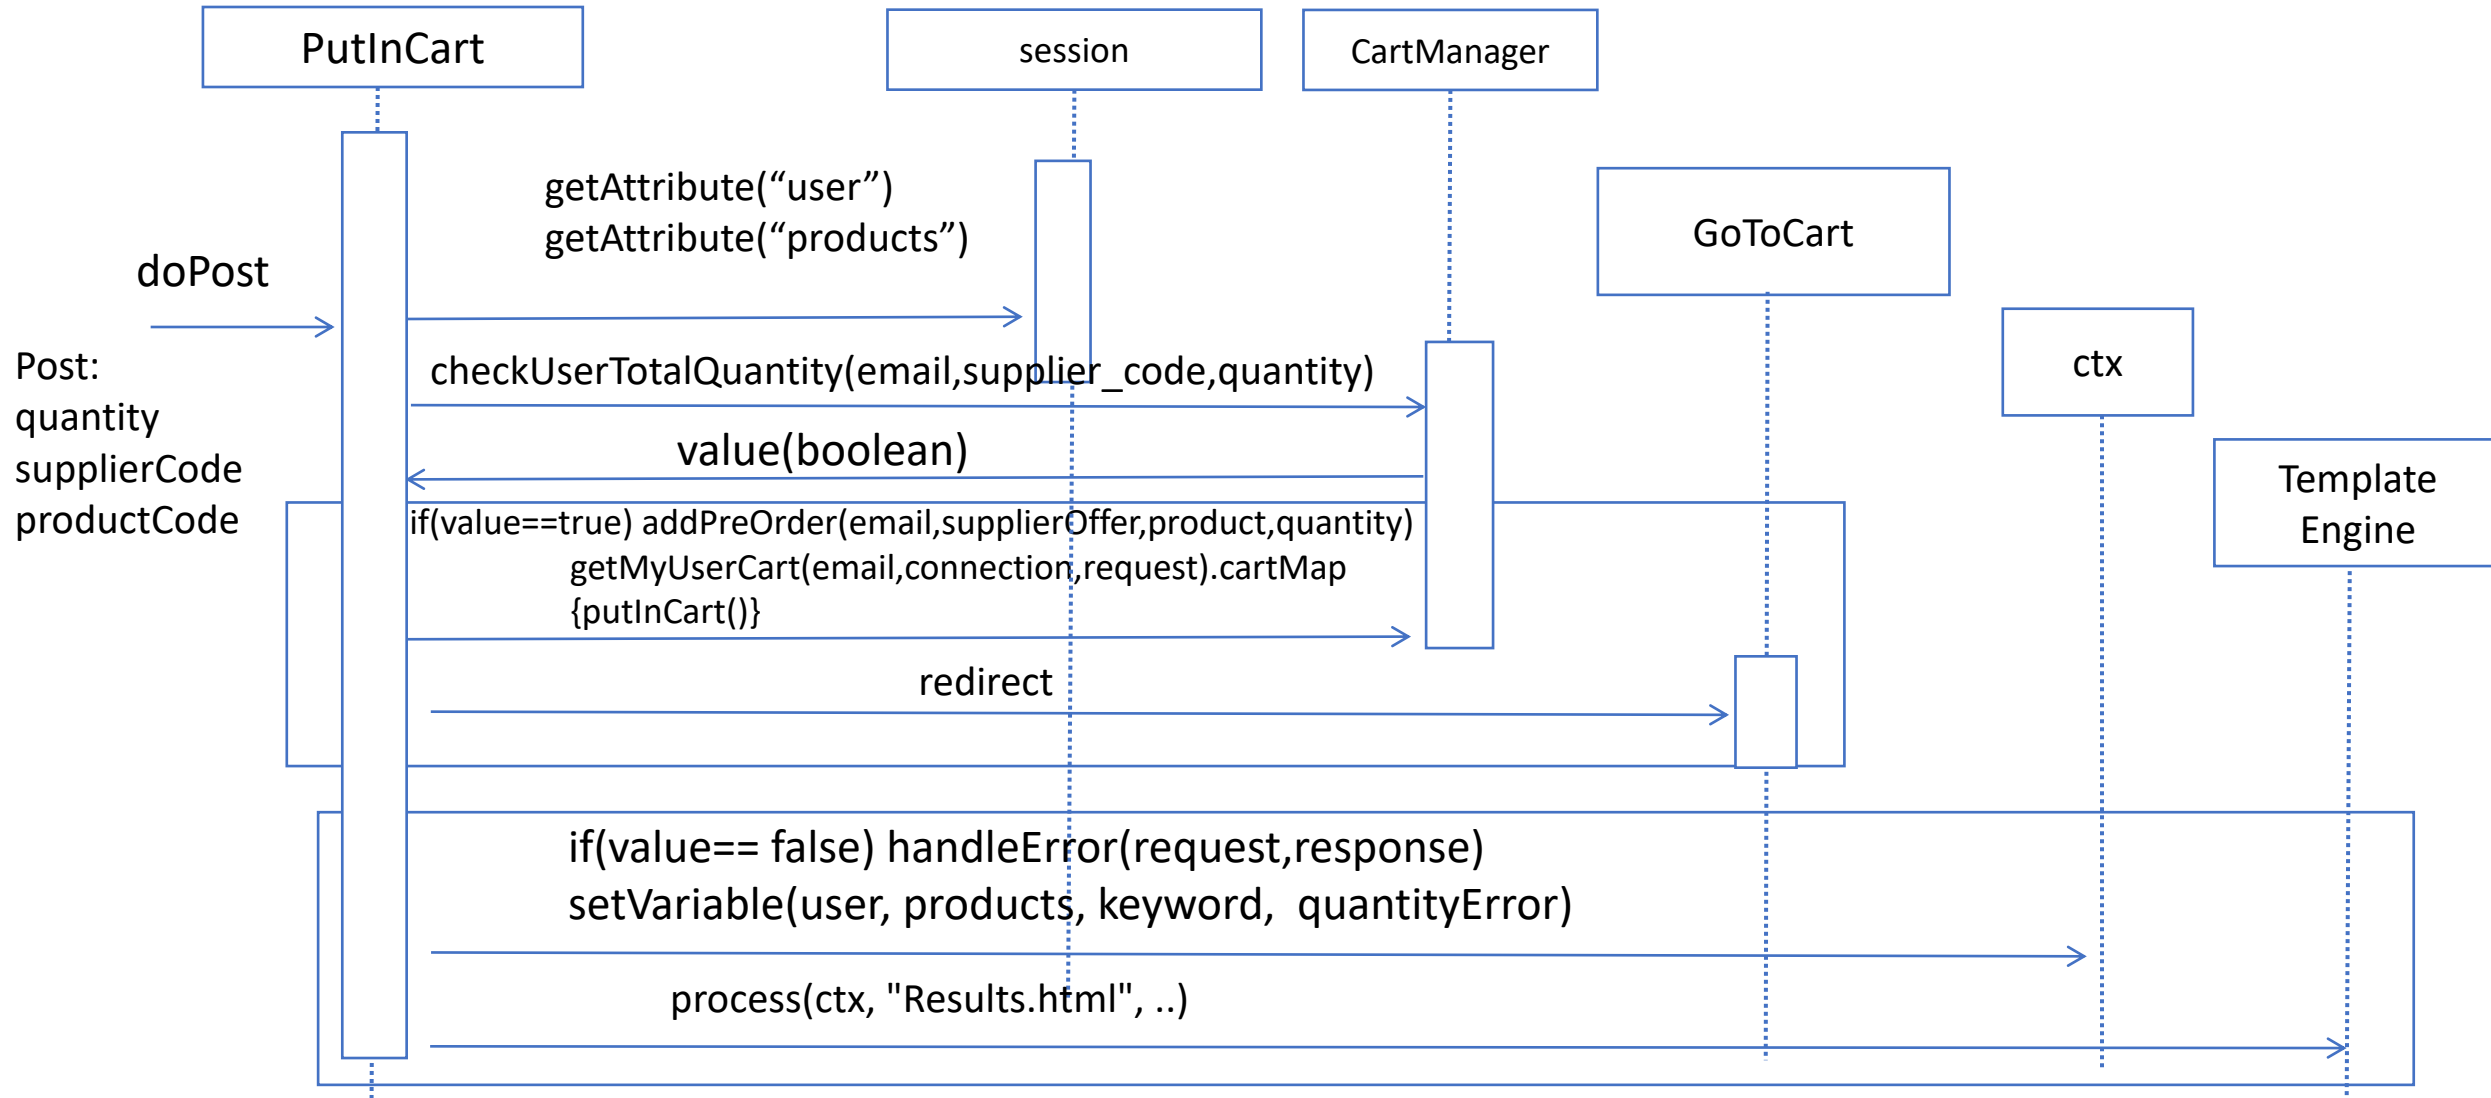 PutInCart
session
CartManager
GoToCart
ctx
Template
Engine
doPost
Post:
quantity
supplierCode
productCode
getAttribute(“user”)
getAttribute(“products”)
checkUserTotalQuantity(email,supplier_code,quantity)
value(boolean)
if(value==true) addPreOrder(email,supplierOffer,product,quantity)
getMyUserCart(email,connection,request).cartMap
{putInCart()}
redirect
if(value== false) handleError(request,response)
setVariable(user, products, keyword,  quantityError)
process(ctx, "Results.html", ..)